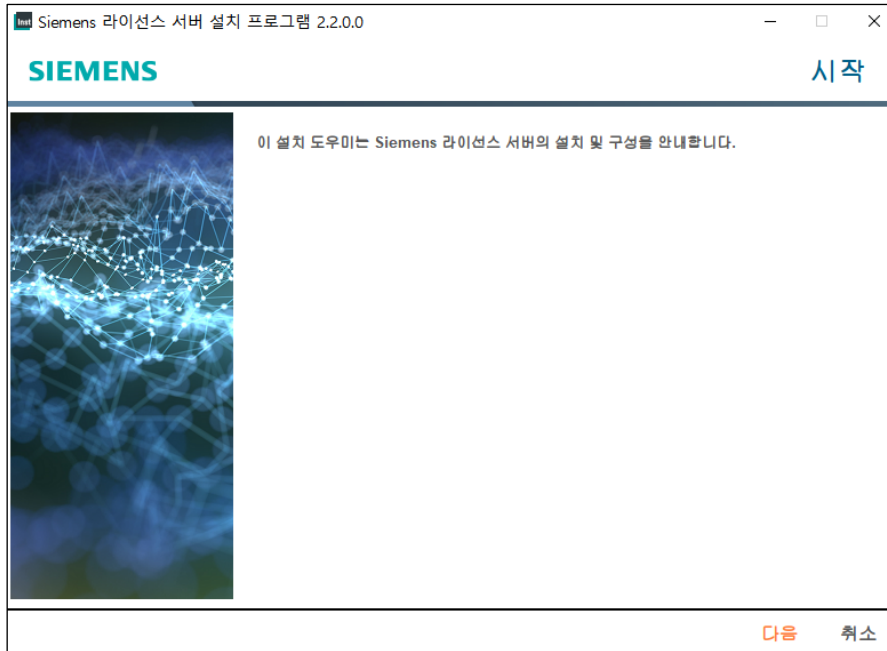 Inst Siemens 라이선스 서버 설치 프로그램 2.2.0.0
SIEMENS
시작
이 설치 도우미는 Siemens 라이선스 서버의 설치 및 구성을 안내합니다.
다음 취소